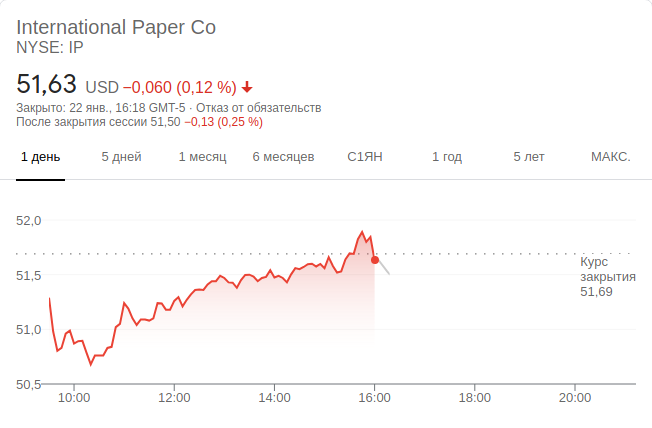 International Paper Co
NYSE: IP
51,63 USD −0,060 (0,12 %)
Закрыто: 22 янв., 16:18 GMT-5 · Отказ от обязательств
После закрытия сессии 51,50 −0,13 (0,25 %)
1 день 5 дней 1 месяц 6 месяцев С1ЯН 1 год 5 лет МАКС.
52,0
51,5
51,0
50,5
Курс
закрытия
51,69
10:00 12:00 14:00 16:00 18:00 20:00